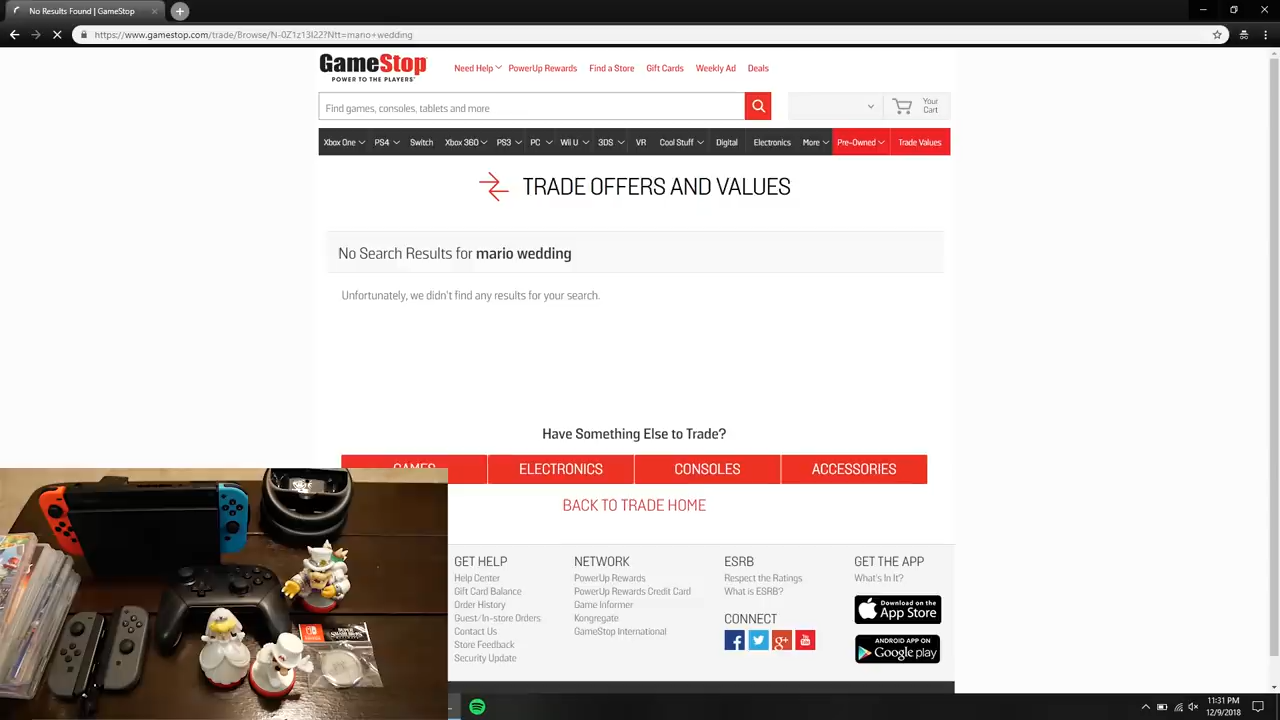 No Results Found
https://www.gamestop.com/trade/Browse/N-0Z1z13I22?Ntt=mario+wedding
GameStop
POWER TO THE PLAYERS
Need Help
PowerUp Rewards
Find a Store
Gift Cards
Weekly Ad
Deals
Find games, consoles, tablets and more
Your
Cart
Xbox One
PS4
Switch
Xbox 360
PS3
PC
Wii U
3DS
VR
Cool Stuff
Digital
Electronics
More
Pre-Owned
Trade Values
TRADE OFFERS AND VALUES
No Search Results for mario wedding
Unfortunately, we didn't find any results for your search.
Have Something Else to Trade?
GAMES
ELECTRONICS
CONSOLES
ACCESSORIES
BACK TO TRADE HOME
GET HELP
Help Center
Gift Card Balance
Order History
Guest/In-store Orders
Contact Us
Store Feedback
Security Update
NETWORK
PowerUp Rewards
PowerUp Rewards Credit Card
Game Informer
Kongregate
GameStop International
ESRB
Respect the Ratings
What is ESRB?
CONNECT
GET THE APP
What's In It?
Download on the
App Store
ANDROID APP ON
Google play
11:31 PM
12/9/2018